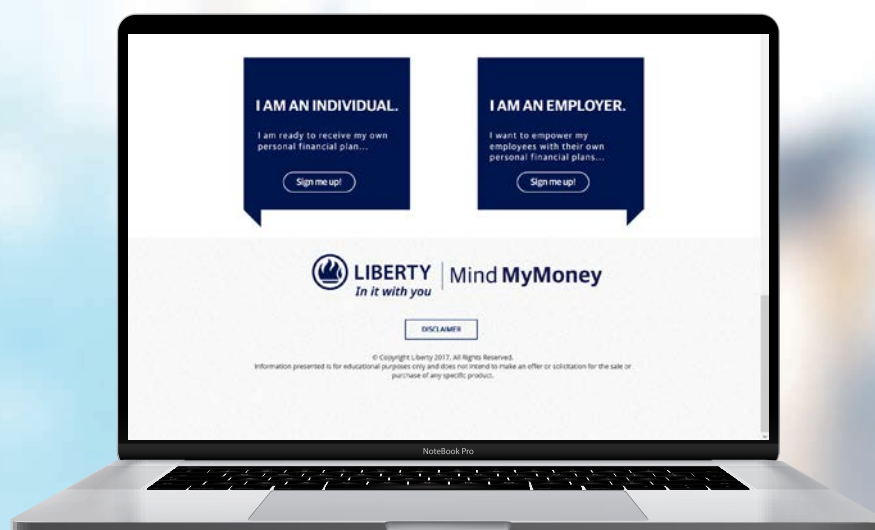 I AM AN INDIVIDUAL.
I am ready to receive my own
personal financial plan...
Sign me up!
I AM AN EMPLOYER.
I want to empower my
employees with their own
personal financial plans...
Sign me up!
LIBERTY
In it with you
Mind MyMoney
DISCLAIMER
© Copyright Liberty 2017. All Rights Reserved.
Information presented is for educational purposes only and does not intend to make an offer or solicitation for the sale or
purchase of any specific product.
NoteBook Pro